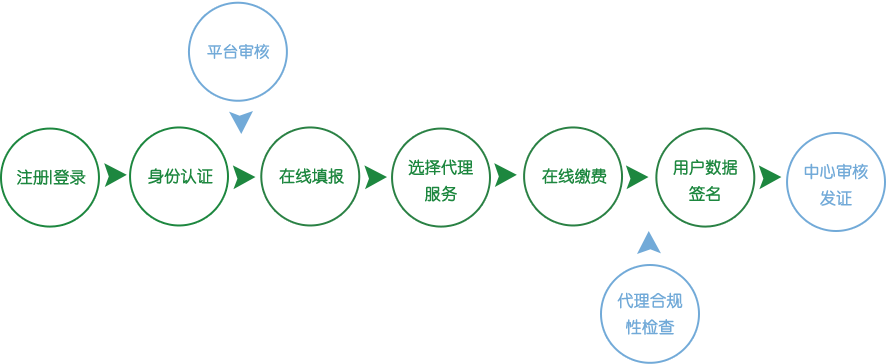 平台审核
注册登录
身份认证
在线填报
选择代理
服务
在线缴费
用户数据
签名
中心审核
发证
代理合规
性检查